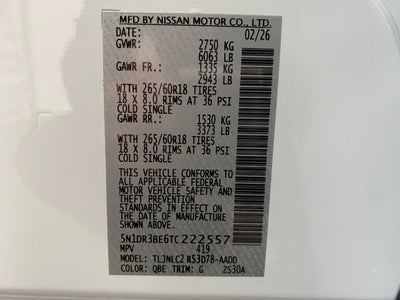 MFD BY NISSAN MOTOR CO., LTD.
DATE: 02/26
GVWR: 2750 KG
6063 LB
GAWR FR.: 1335 KG
2943 LB
WITH 265/60R18 TIRES
18 X 8.0 RIMS AT 36 PSI
COLD SINGLE
GAWR RR.: 1530 KG
3373 LB
WITH 265/60R18 TIRES
18 X 8.0 RIMS AT 36 PSI
COLD SINGLE
THIS VEHICLE CONFORMS TO
ALL APPLICABLE FEDERAL
MOTOR VEHICLE SAFETY AND
THEFT PREVENTION
STANDARDS IN EFFECT ON
THE DATE OF MANUFACTURE
SHOWN ABOVE.
5N1DR3BE6TC222557
MPV 419
MODEL: TLJNLC2 R53D78-AADD
COLOR: QBE TRIM: G ZS30A